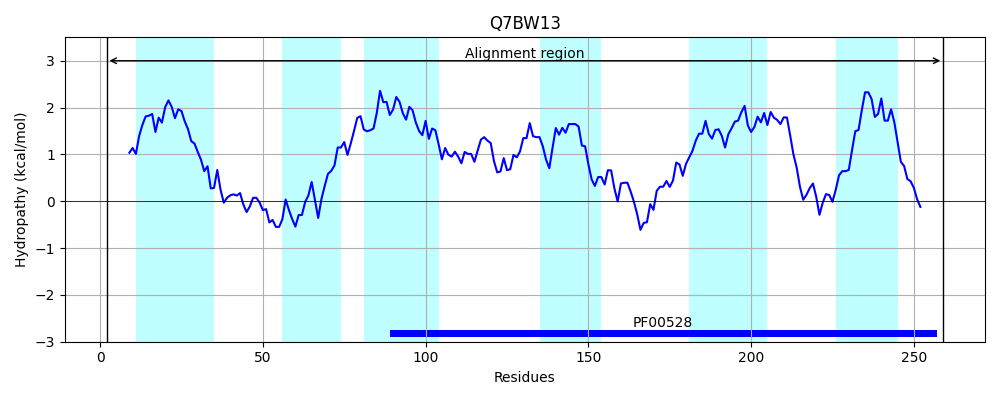 Q7BW13
Alignment region
3
2
1
0
−1
−2
−3
Hydropathy (kcal/mol)
PF00528
0 50 100 150 200 250
Residues